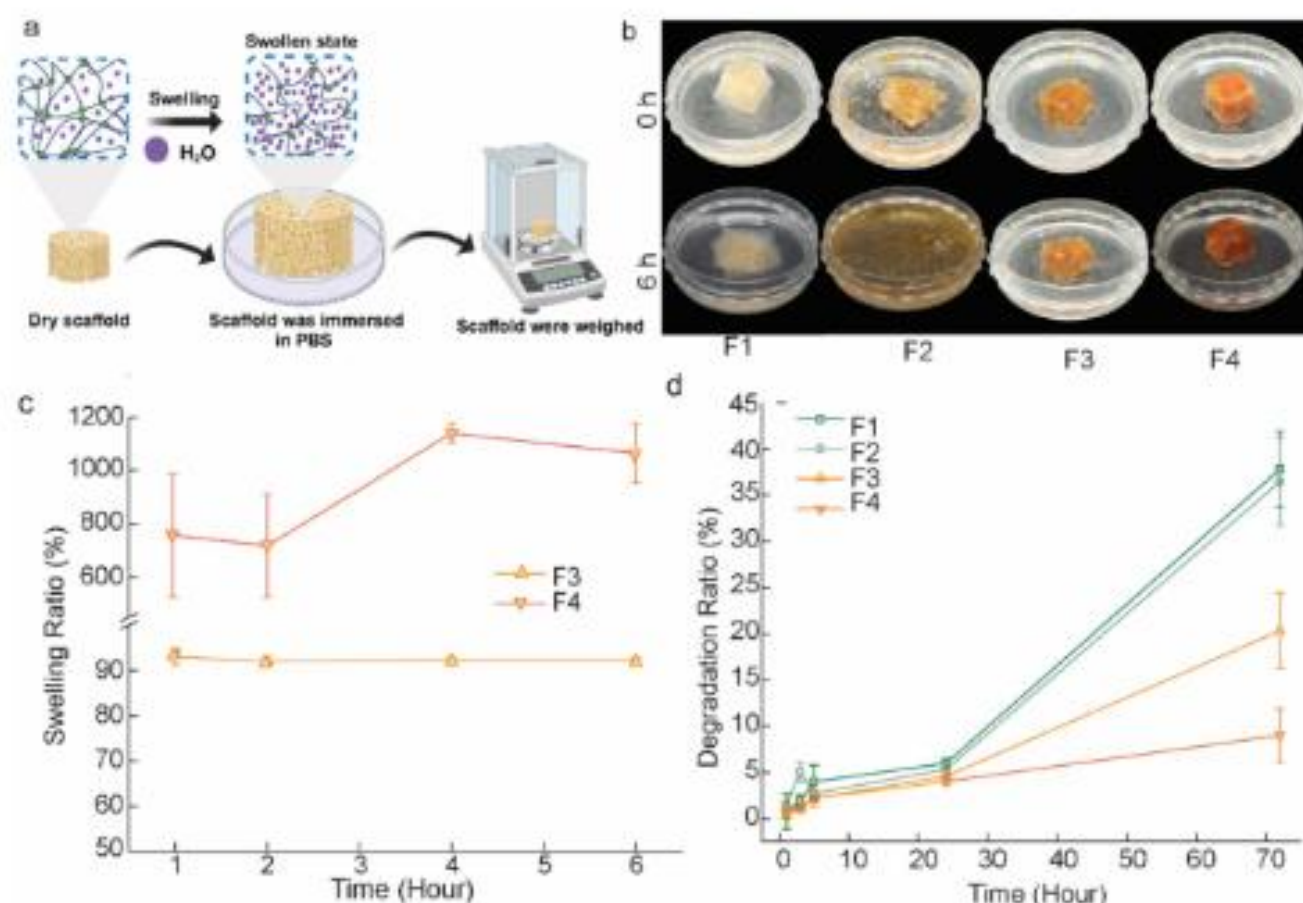 a
Swollen state
Swelling
H₂O
Dry scaffold
Scaffold was immersed
in PBS
Scaffold were weighed
b
0 h
6 h
F1
F2
F3
F4
c
1200
1000
800
600
90
80
70
60
50
Swelling Ratio (%)
F3
F4
1
2
3
4
5
6
Time (Hour)
d
45
40
35
30
25
20
15
10
5
0
Degradation Ratio (%)
F1
F2
F3
F4
0
10
20
30
40
50
60
70
Time (Hour)